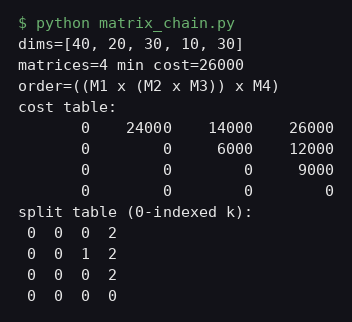 $ python matrix_chain.py
dims=[40, 20, 30, 10, 30]
matrices=4 min cost=26000
order=((M1 x (M2 x M3)) x M4)
cost table:
       0    24000    14000    26000
       0        0     6000    12000
       0        0        0     9000
       0        0        0        0
split table (0-indexed k):
 0  0  0  2
 0  0  1  2
 0  0  0  2
 0  0  0  0